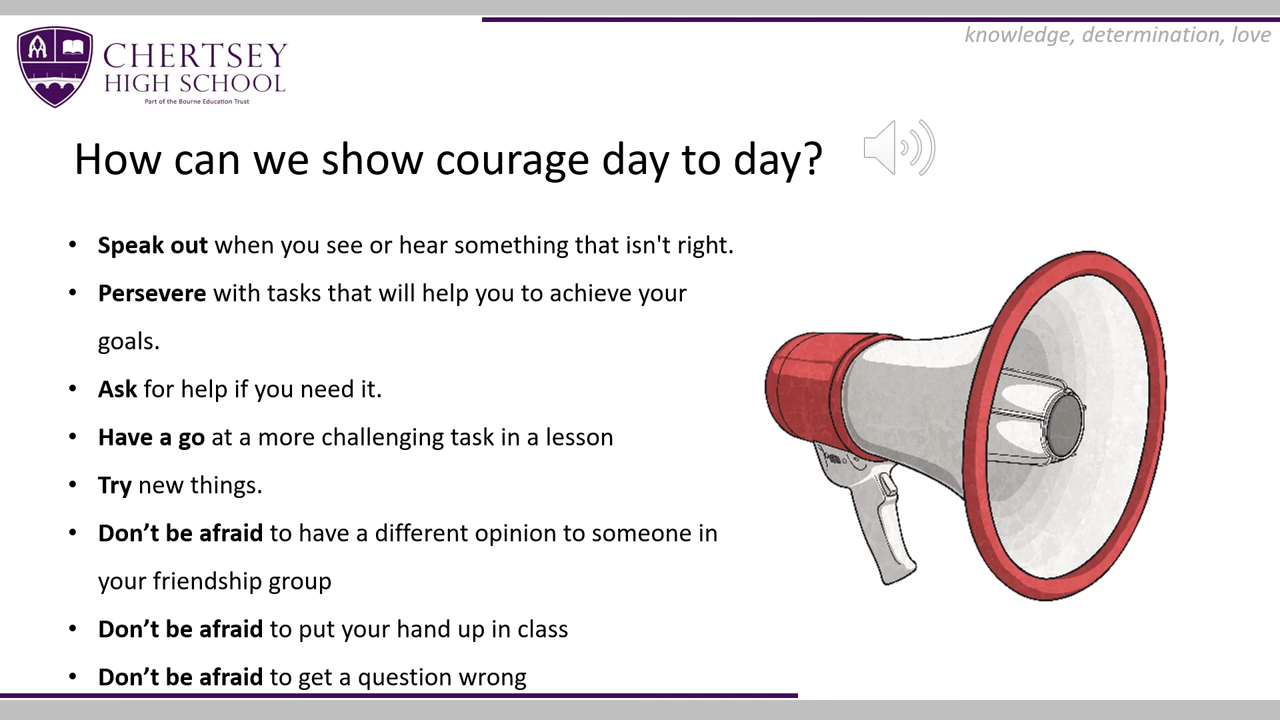 knowledge, determination, love
CHERTSEY
HIGH SCHOOL
Part of the Bourne Education Trust
How can we show courage day to day?
• Speak out when you see or hear something that isn't right.
• Persevere with tasks that will help you to achieve your
goals.
• Ask for help if you need it.
• Have a go at a more challenging task in a lesson
• Try new things.
• Don’t be afraid to have a different opinion to someone in
your friendship group
• Don’t be afraid to put your hand up in class
• Don’t be afraid to get a question wrong